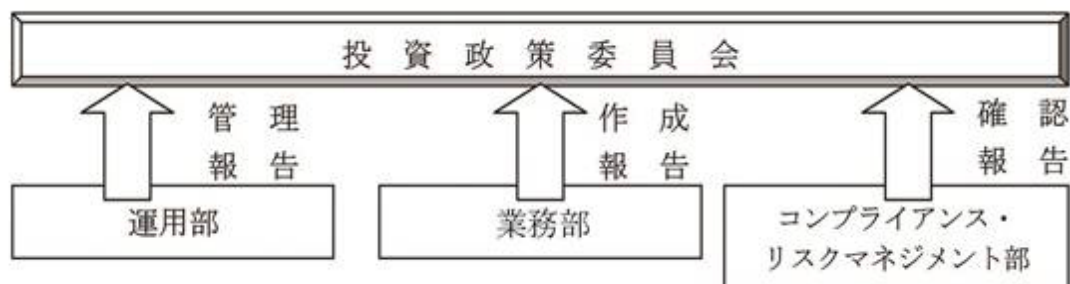 投資政策委員会
管理
報告
作成
報告
確認
報告
運用部
業務部
コンプライアンス・
リスクマネジメント部